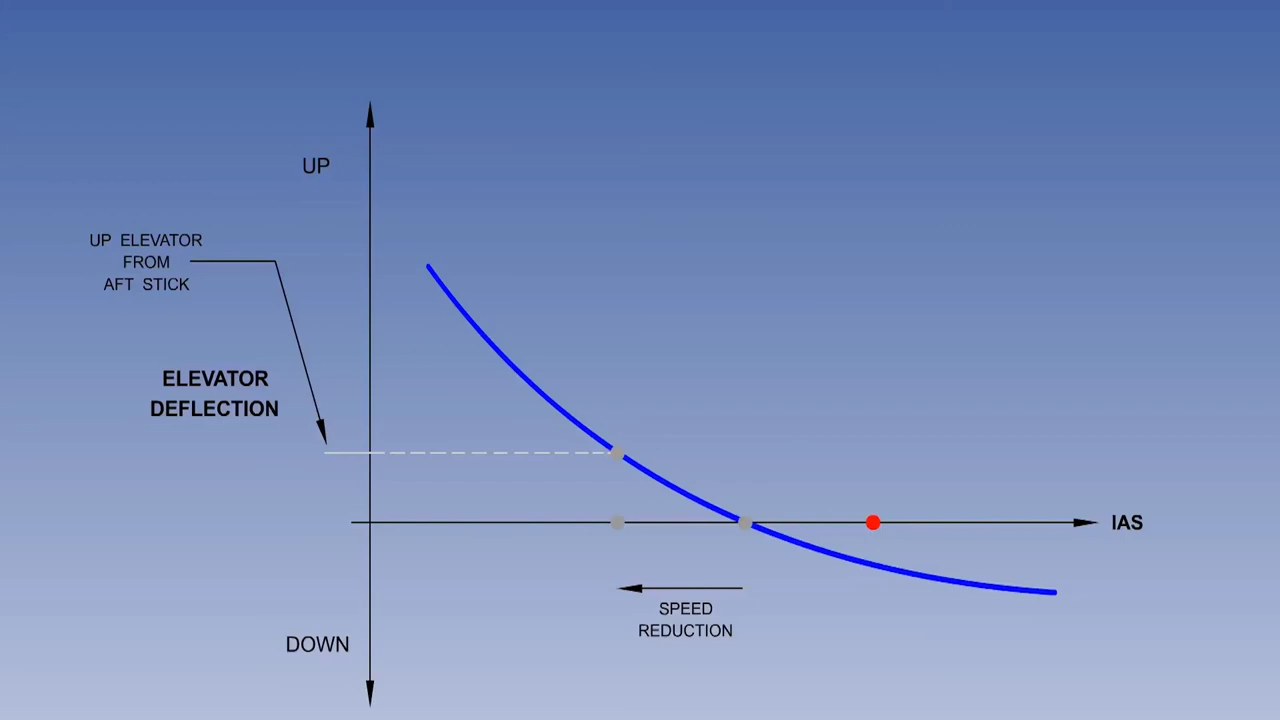 UP
UP ELEVATOR
FROM
AFT STICK
ELEVATOR
DEFLECTION
IAS
SPEED
REDUCTION
DOWN